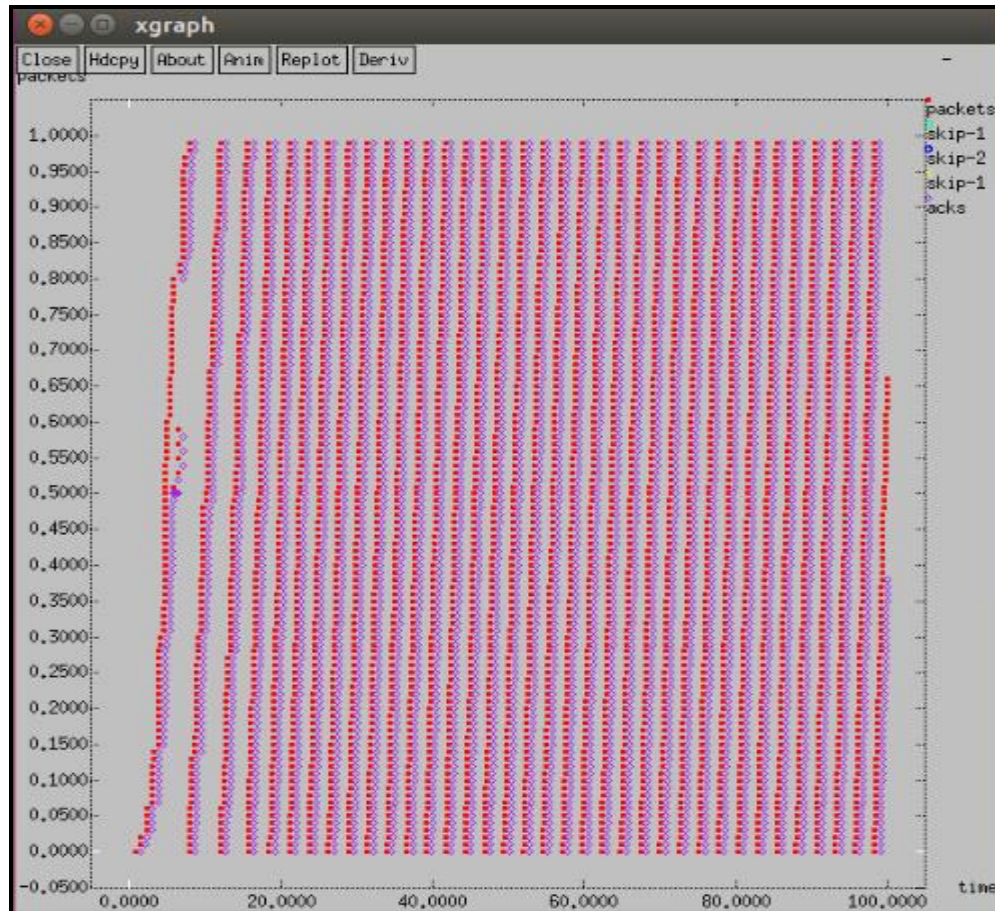 xgraph
Close Hdcpy About Anim Replot Deriv
packets
packets
1.0000 skip-1
0.9500 skip-2
skip-1
0.9000 acks
0.8500
0.8000
0.7500
0.7000
0.6500
0.6000
0.5500
0.5000
0.4500
0.4000
0.3500
0.3000
0.2500
0.2000
0.1500
0.1000
0.0500
0.0000
-0.0500 time
0.0000 20.0000 40.0000 60.0000 80.0000 100.0000